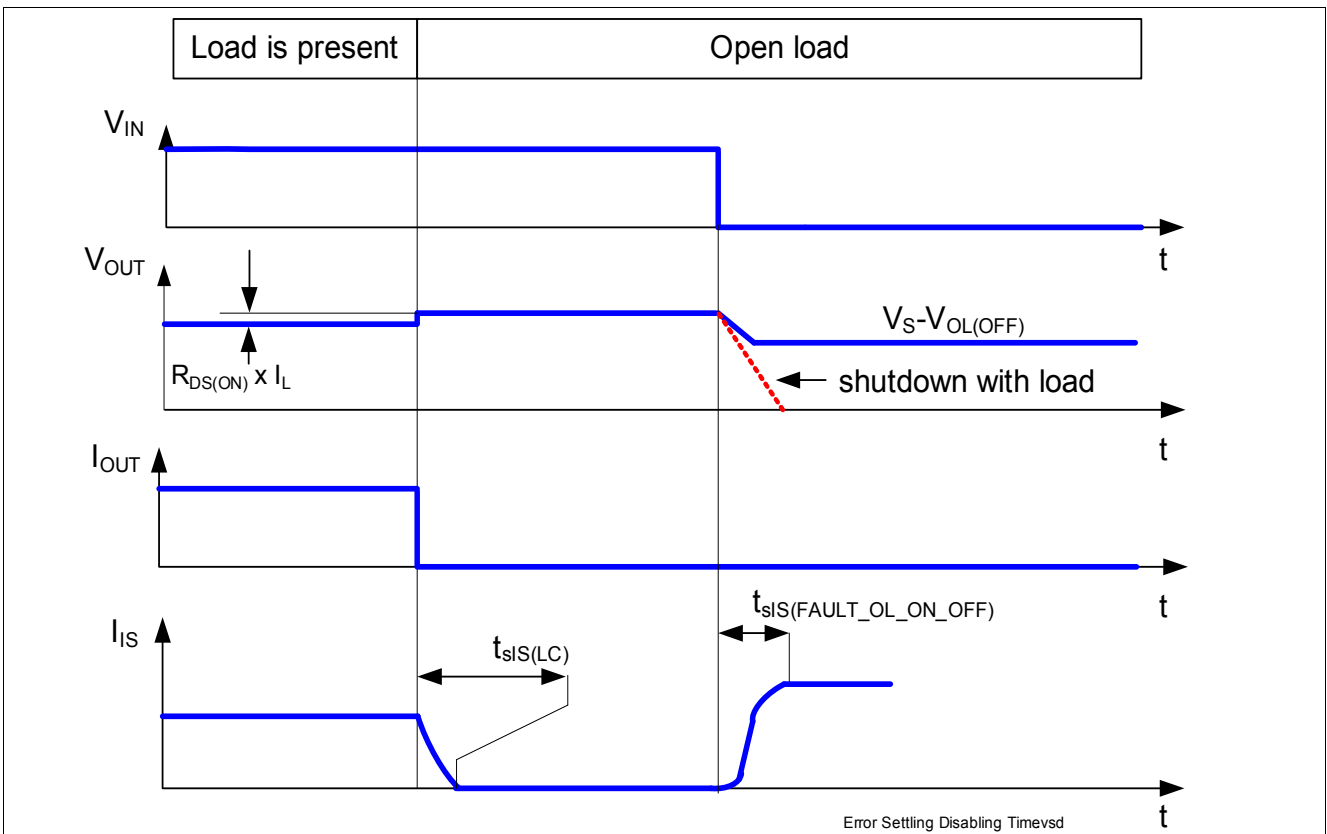 Load is present
Open load
VIN
t
VOUT
VS-VOL(OFF)
RDS(ON) x IL
shutdown with load
t
IOUT
t
tsIS(FAULT_OL_ON_OFF)
IIS
tsIS(LC)
t
Error Settling Disabling Timevsd